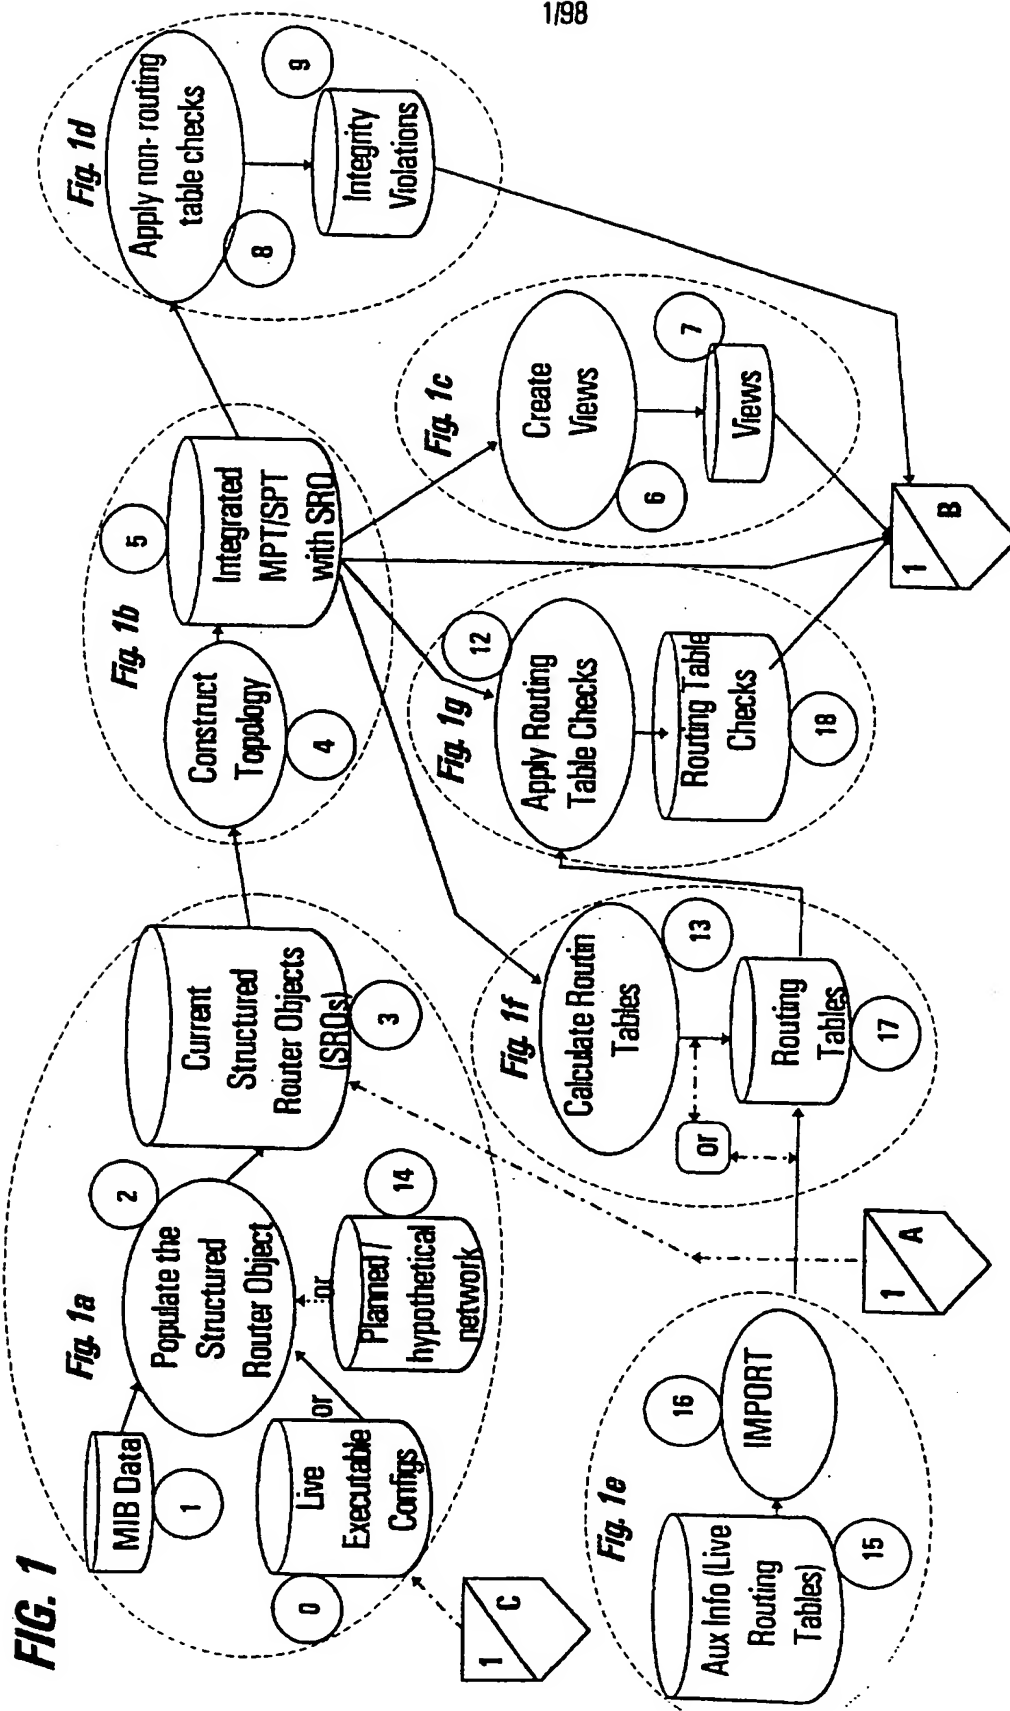 1/98
FIG. 1
Fig. 1a
MIB Data
1
Populate the
Structured
Router Object
2
Live
Executable
Configs
0
or
or
Planned /
hypothetical
network
14
Current
Structured
Router Objects
(SROs)
3
1
C
Fig. 1b
Construct
Topology
4
Integrated
MPT/SPT
with SRO
5
Fig. 1d
Apply non-routing
table checks
8
Integrity
Violations
9
Fig. 1c
Create
Views
6
Views
7
Fig. 1g
Apply Routing
Table Checks
12
Routing Table
Checks
18
Fig. 1f
Calculate Routin
Tables
13
or
Routing
Tables
17
Fig. 1e
Aux Info (Live
Routing
Tables)
15
IMPORT
16
1
A
1
B